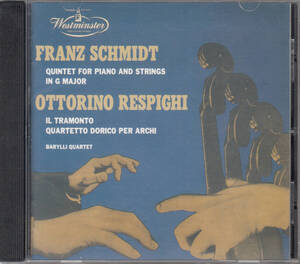 Westminster
FRANZ SCHMIDT
QUINTET FOR PIANO AND STRINGS
IN G MAJOR
OTTORINO RESPIGHI
IL TRAMONTO
QUARTETTO DORICO PER ARCHI
BARYLLI QUARTET